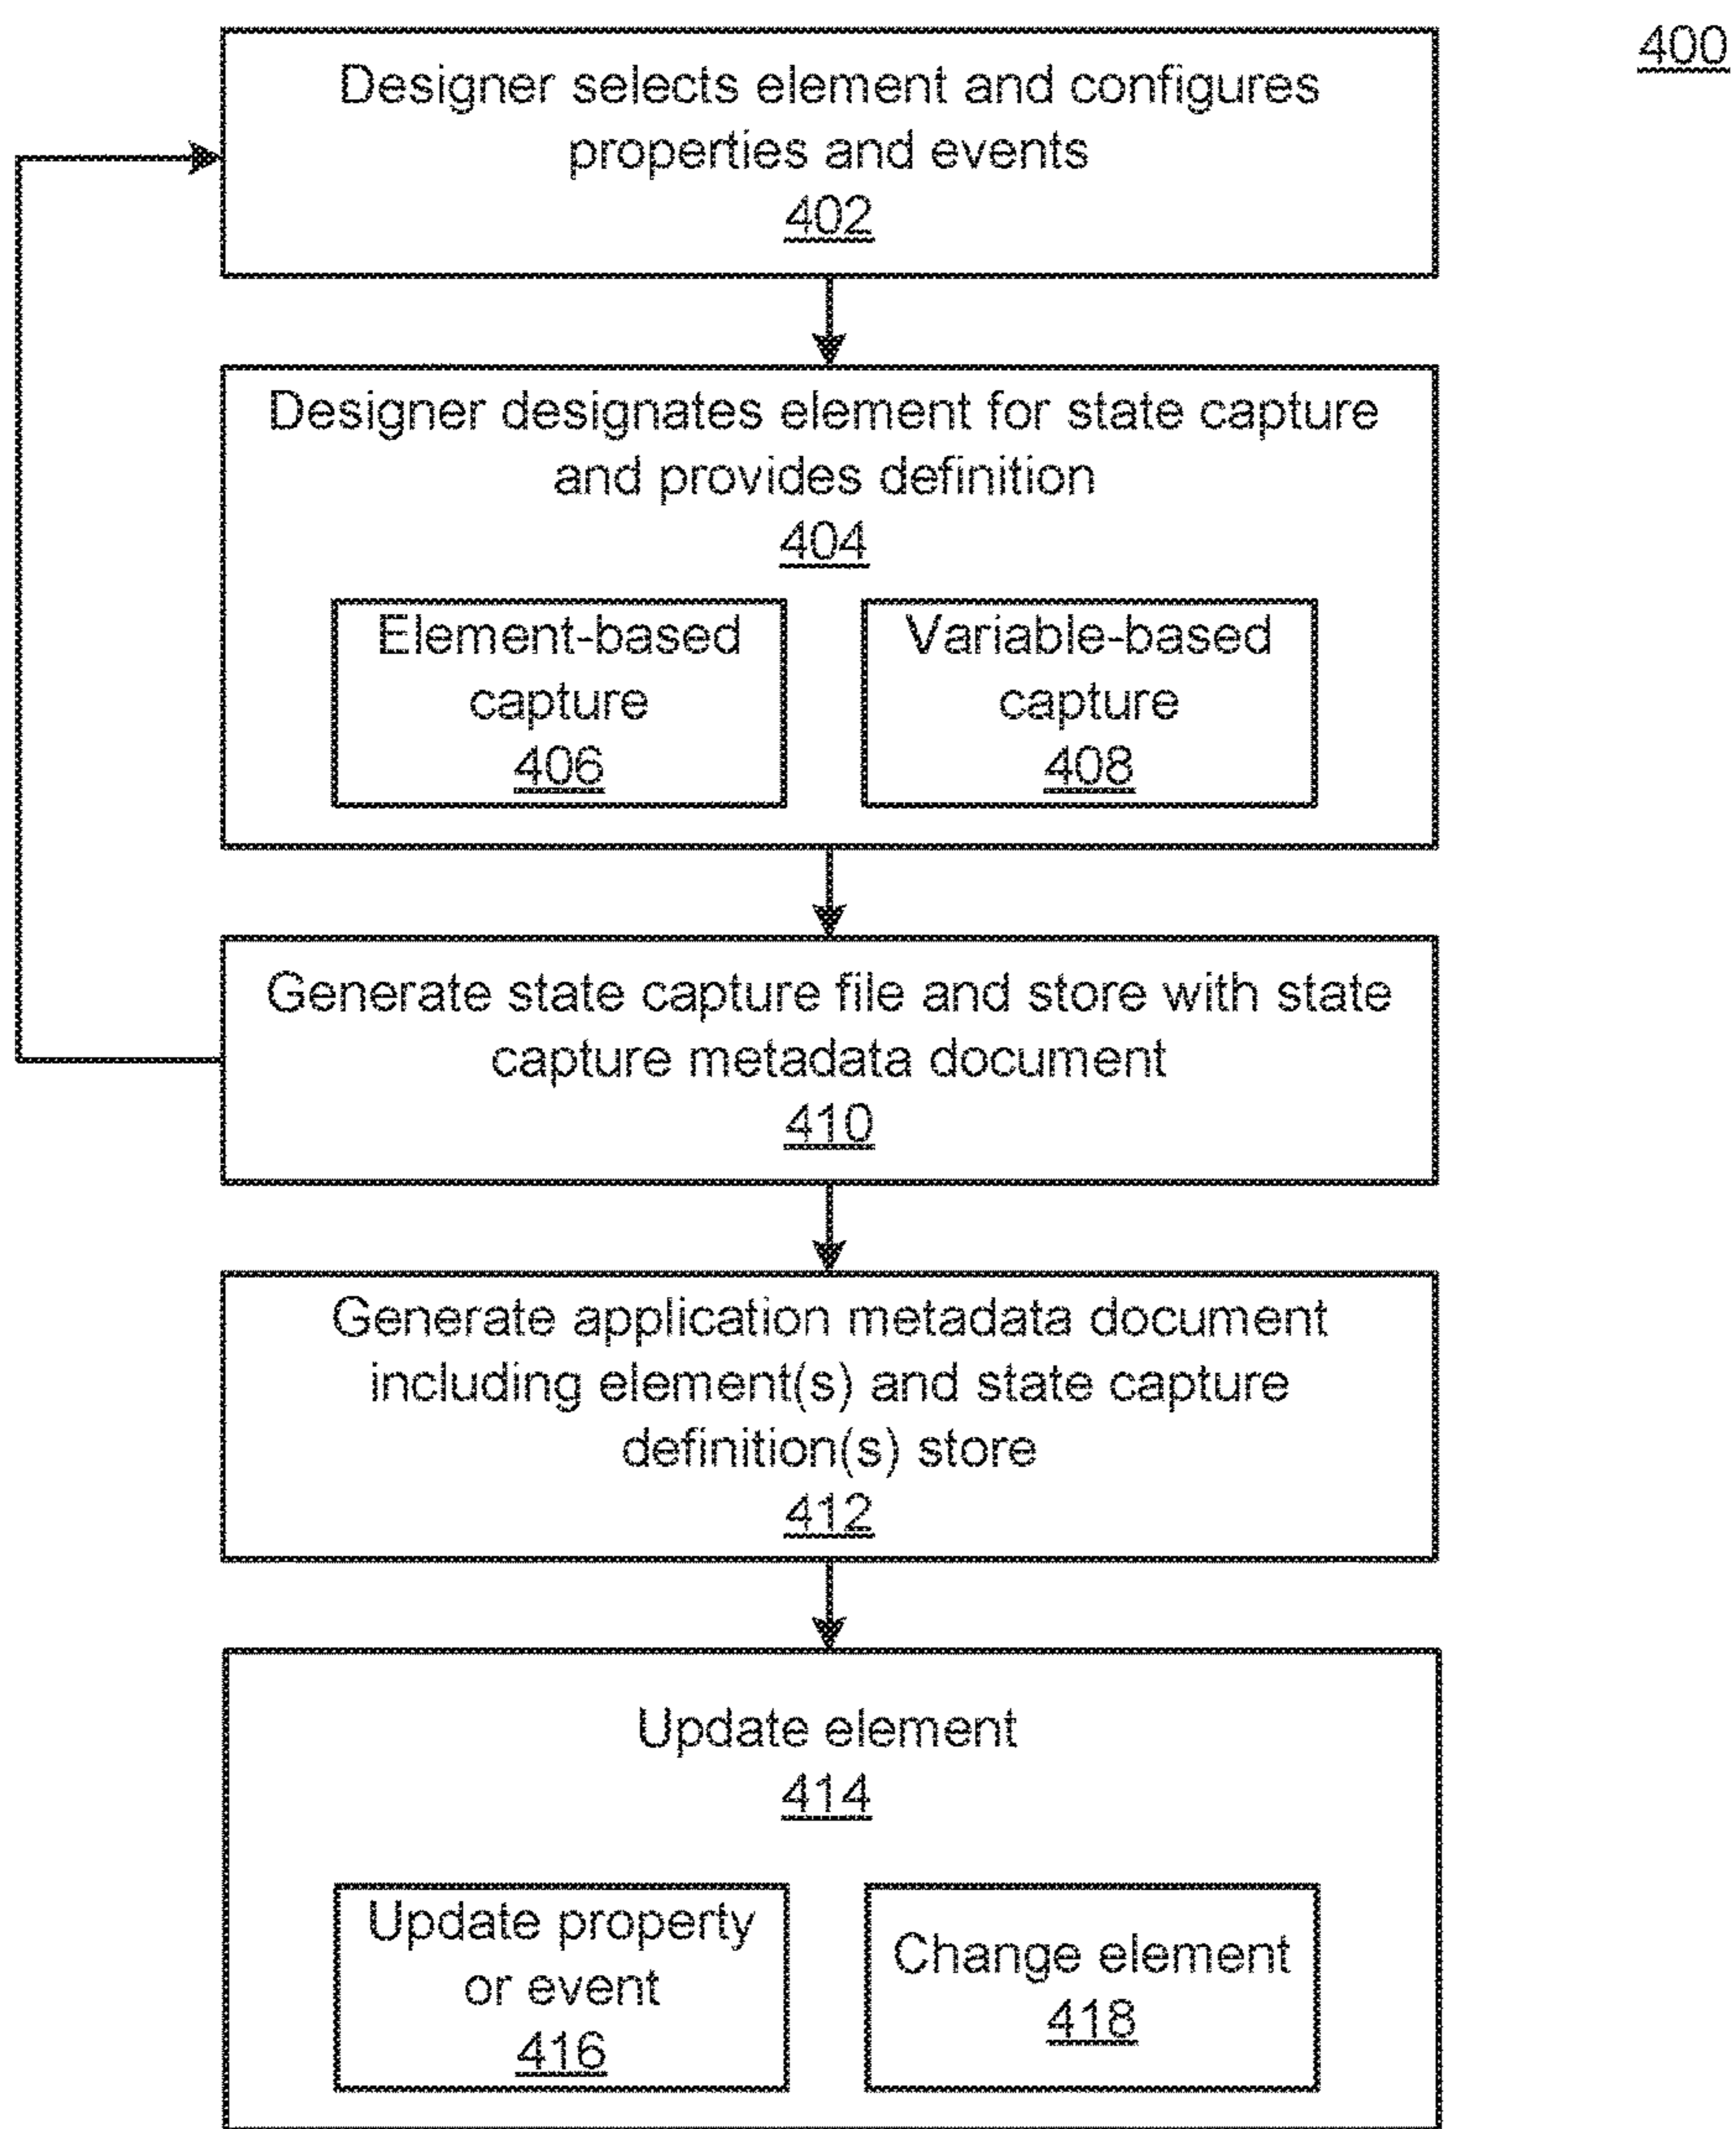 400
Designer selects element and configures
properties and events
402
Designer designates element for state capture
and provides definition
404
Element-based
capture
406
Variable-based
capture
408
Generate state capture file and store with state
capture metadata document
410
Generate application metadata document
including element(s) and state capture
definition(s) store
412
Update element
414
Update property
or event
416
Change element
418